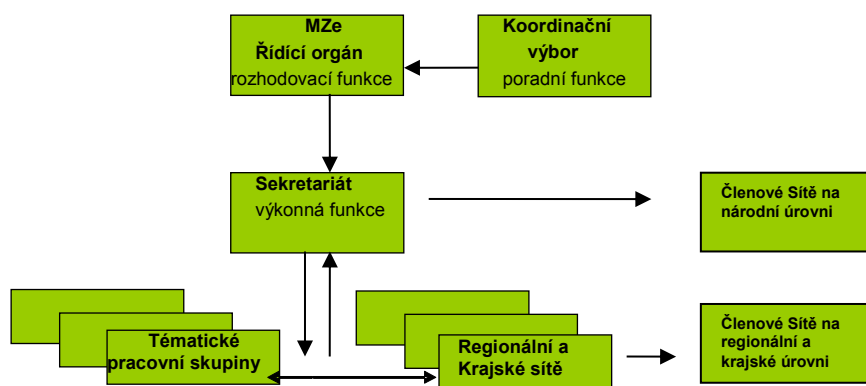 MZe
Řídící orgán
rozhodovací funkce
Koordinační
výbor
poradní funkce
Sekretariát
výkonná funkce
Členové Sítě na
národní úrovni
Tématické
pracovní skupiny
Regionální a
Krajské sítě
Členové Sítě na
regionální a
krajské úrovni